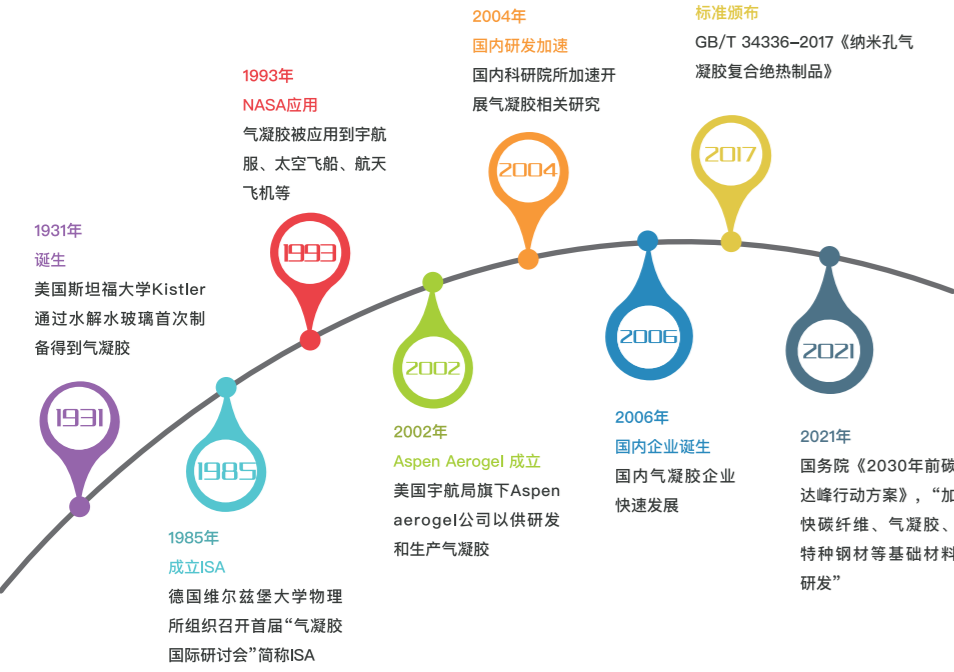 1931年
诞生
美国斯坦福大学Kistler
通过水解水玻璃首次制
备得到气凝胶
1931
1985
1985年
成立ISA
德国维尔兹堡大学物理
所组织召开首届“气凝胶
国际研讨会”简称ISA
1993年
NASA应用
气凝胶被应用到宇航
服、太空飞船、航天
飞机等
1993
2002
2002年
Aspen Aerogel 成立
美国宇航局旗下Aspen
aerogel公司以供研发
和生产气凝胶
2004年
国内研发加速
国内科研院所加速开
展气凝胶相关研究
2004
2006
2006年
国内企业诞生
国内气凝胶企业
快速发展
标准颁布
GB/T 34336–2017《纳米孔气
凝胶复合绝热制品》
2017
2021
2021年
国务院《2030年前碳
达峰行动方案》，“加
快碳纤维、气凝胶、
特种钢材等基础材料
研发”